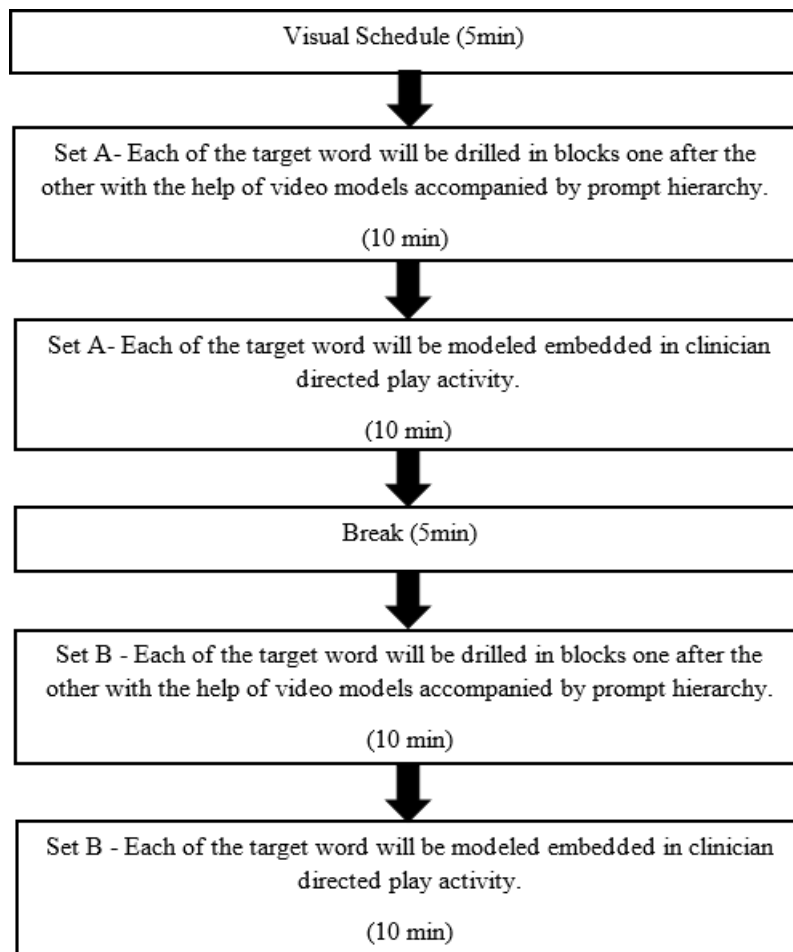 Visual Schedule (5min)
Set A- Each of the target word will be drilled in blocks one after the
other with the help of video models accompanied by prompt hierarchy.
(10 min)
Set A- Each of the target word will be modeled embedded in clinician
directed play activity.
(10 min)
Break (5min)
Set B - Each of the target word will be drilled in blocks one after the
other with the help of video models accompanied by prompt hierarchy.
(10 min)
Set B - Each of the target word will be modeled embedded in clinician
directed play activity.
(10 min)